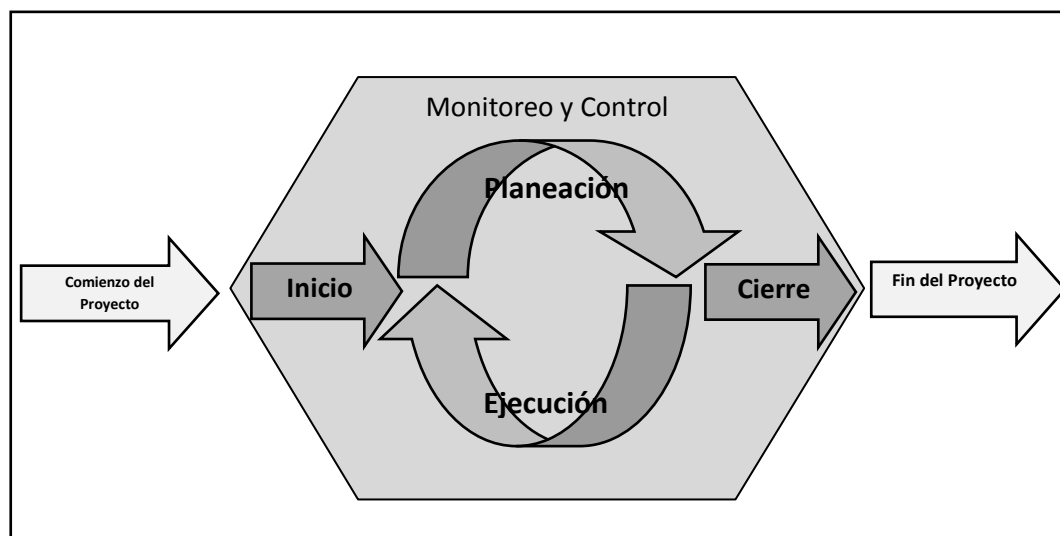 Monitoreo y Control
Planeación
Comienzo del
Proyecto
Inicio
Cierre
Fin del Proyecto
Ejecución